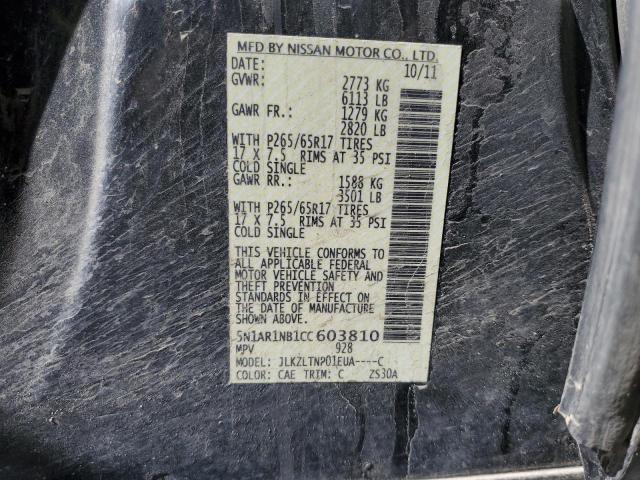 MFD BY NISSAN MOTOR CO., LTD.
DATE: 10/11
GVWR: 2773 KG
6113 LB
GAWR FR.: 1279 KG
2820 LB
WITH P265/65R17 TIRES
17 X 7.5 RIMS AT 35 PSI
COLD SINGLE
GAWR RR.: 1588 KG
3501 LB
WITH P265/65R17 TIRES
17 X 7.5 RIMS AT 35 PSI
COLD SINGLE
THIS VEHICLE CONFORMS TO
ALL APPLICABLE FEDERAL
MOTOR VEHICLE SAFETY AND
THEFT PREVENTION
STANDARDS IN EFFECT ON
THE DATE OF MANUFACTURE
SHOWN ABOVE.
5N1AR1NB1CC603810
MPV 928
MODEL: JLKZLTNP01EUA----C
COLOR: CAE TRIM: C ZS30A